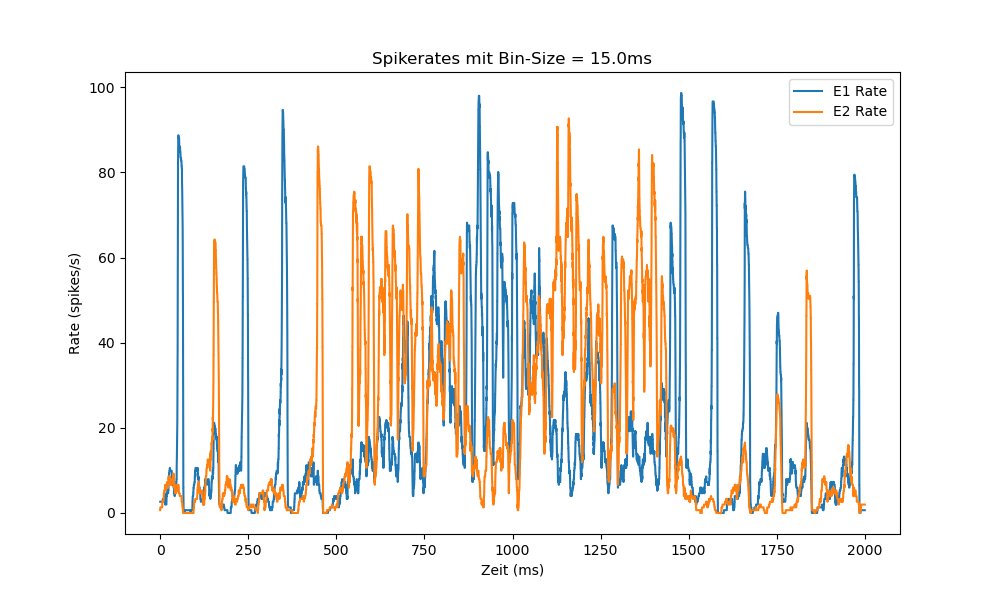 Spikerates mit Bin-Size = 15.0ms
E1 Rate
E2 Rate
100
80
60
40
20
0
Rate (spikes/s)
0 250 500 750 1000 1250 1500 1750 2000
Zeit (ms)